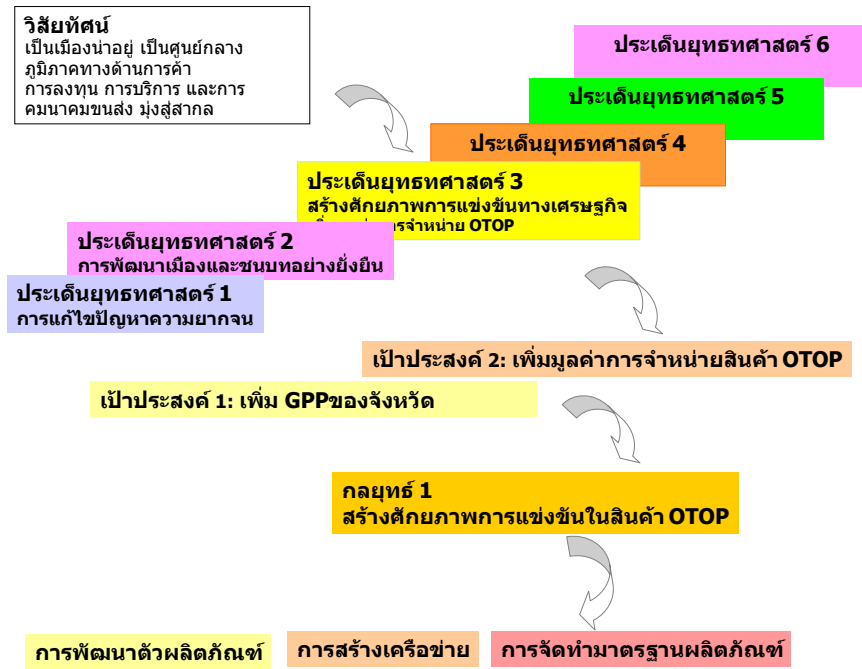 วิสัยทัศน์
เป็นเมืองน่าอยู่ เป็นศูนย์กลาง
ภูมิภาคทางด้านการค้า
การลงทุน การบริการ และการ
คมนาคมขนส่ง มุ่งสู่สากล
ประเด็นยุทธทศาสตร์ 6
ประเด็นยุทธทศาสตร์ 5
ประเด็นยุทธทศาสตร์ 4
ประเด็นยุทธทศาสตร์ 3
สร้างศักยภาพการแข่งขันทางเศรษฐกิจ
การจำหน่าย OTOP
ประเด็นยุทธทศาสตร์ 2
การพัฒนาเมืองและชนบทอย่างยั่งยืน
ประเด็นยุทธทศาสตร์ 1
การแก้ไขปัญหาความยากจน
เป้าประสงค์ 2: เพิ่มมูลค่าการจำหน่ายสินค้า OTOP
เป้าประสงค์ 1: เพิ่ม GPPของจังหวัด
กลยุทธ์ 1
สร้างศักยภาพการแข่งขันในสินค้า OTOP
การพัฒนาตัวผลิตภัณฑ์
การสร้างเครือข่าย
การจัดทำมาตรฐานผลิตภัณฑ์